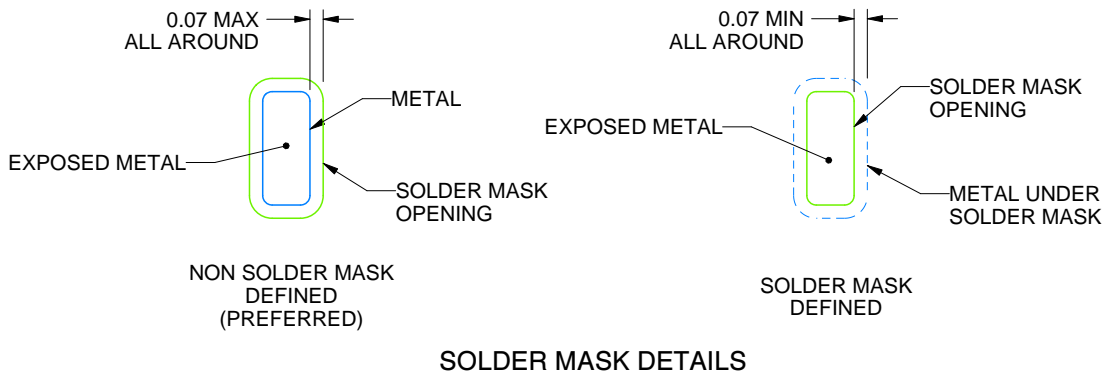 0.07 MAX
ALL AROUND
METAL
EXPOSED METAL
SOLDER MASK
OPENING
NON SOLDER MASK
DEFINED
(PREFERRED)
0.07 MIN
ALL AROUND
SOLDER MASK
OPENING
EXPOSED METAL
METAL UNDER
SOLDER MASK
SOLDER MASK
DEFINED
SOLDER MASK DETAILS